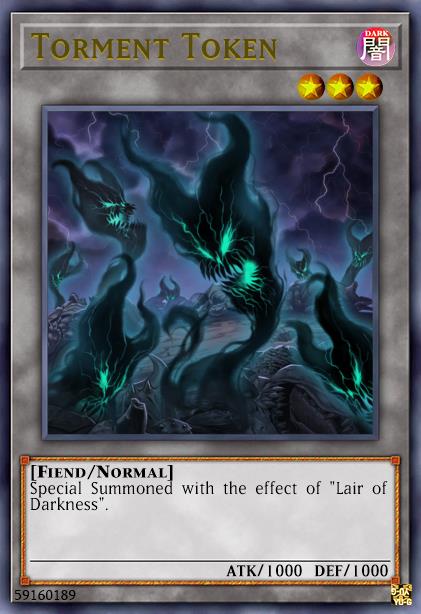 TORMENT TOKEN
DARK
闇
[FIEND/NORMAL]
Special Summoned with the effect of "Lair of
Darkness".
ATK/1000 DEF/1000
59160189